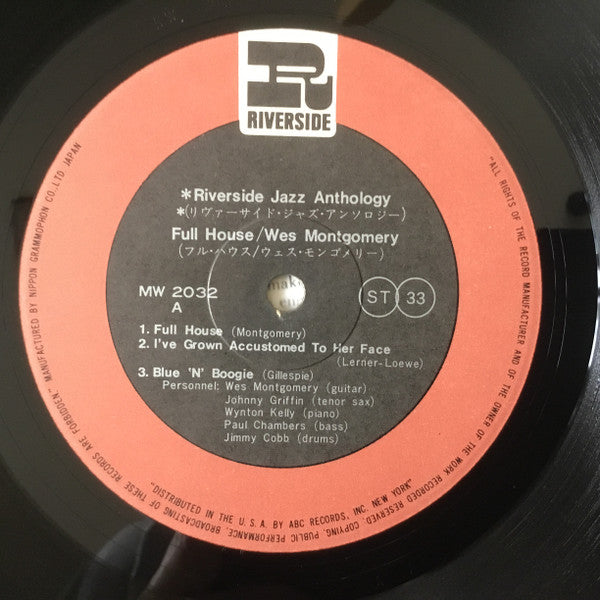 RIVERSIDE
*Riverside Jazz Anthology
*(リヴァーサイド・ジャズ・アンソロジー)
Full House/Wes Montgomery
(フル・ハウス/ウェス・モンゴメリー)
MW 2032
A
ST 33
1. Full House (Montgomery)
2. I've Grown Accustomed To Her Face
(Lerner-Loewe)
3. Blue 'N' Boogie (Gillespie)
Personnel: Wes Montgomery (guitar)
Johnny Griffin (tenor sax)
Wynton Kelly (piano)
Paul Chambers (bass)
Jimmy Cobb (drums)
"ALL RIGHTS OF THE RECORD MANUFACTURER AND OF THE OWNER OF THE WORK RECORDED RESERVED. COPYING, PUBLIC PERFORMANCE, BROADCASTING OF THESE RECORDS ARE FORBIDDEN." MANUFACTURED BY NIPPON GRAMMOPHON CO., LTD JAPAN
"DISTRIBUTED IN THE U. S. A. BY ABC RECORDS, INC. NEW YORK"